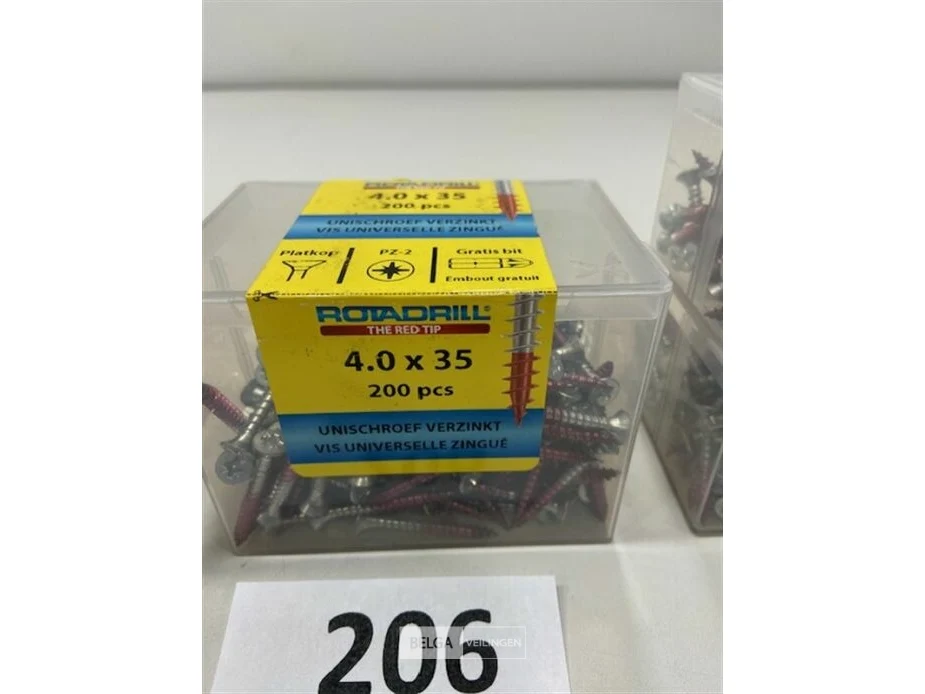 ROTADRILL
4.0 x 35
200 pcs
UNISCHROEF VERZINKT
VIS UNIVERSELLE ZINGUÉ
Platkop
PZ-2
Gratis bit
Embout gratuit
ROTADRILL®
THE RED TIP
4.0 x 35
200 pcs
UNISCHROEF VERZINKT
VIS UNIVERSELLE ZINGUÉ
206
BELGA VEILINGEN